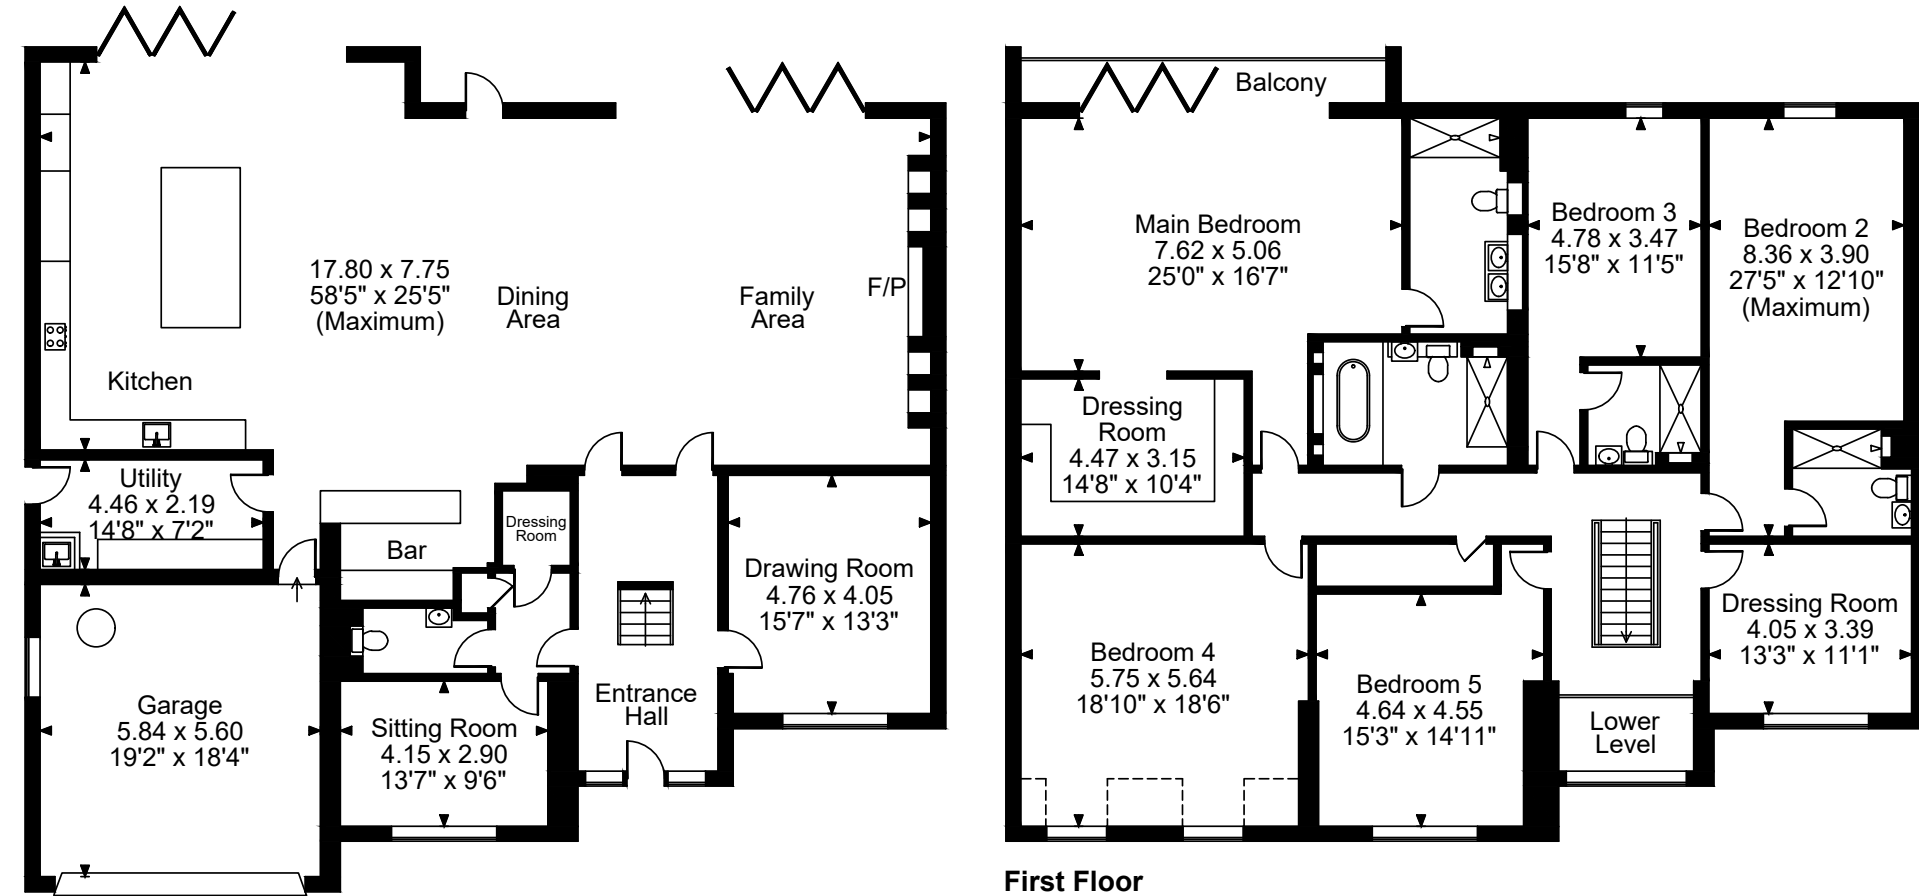 17.80 x 7.75
58'5" x 25'5"
(Maximum)
Dining
Area
Family
Area
F/P
Kitchen
Utility
4.46 x 2.19
14'8" x 7'2"
Bar
Dressing
Room
Drawing Room
4.76 x 4.05
15'7" x 13'3"
Garage
5.84 x 5.60
19'2" x 18'4"
Sitting Room
4.15 x 2.90
13'7" x 9'6"
Entrance
Hall
Balcony
Main Bedroom
7.62 x 5.06
25'0" x 16'7"
Bedroom 3
4.78 x 3.47
15'8" x 11'5"
Bedroom 2
8.36 x 3.90
27'5" x 12'10"
(Maximum)
Dressing
Room
4.47 x 3.15
14'8" x 10'4"
Bedroom 4
5.75 x 5.64
18'10" x 18'6"
Bedroom 5
4.64 x 4.55
15'3" x 14'11"
Dressing Room
4.05 x 3.39
13'3" x 11'1"
Lower
Level
First Floor